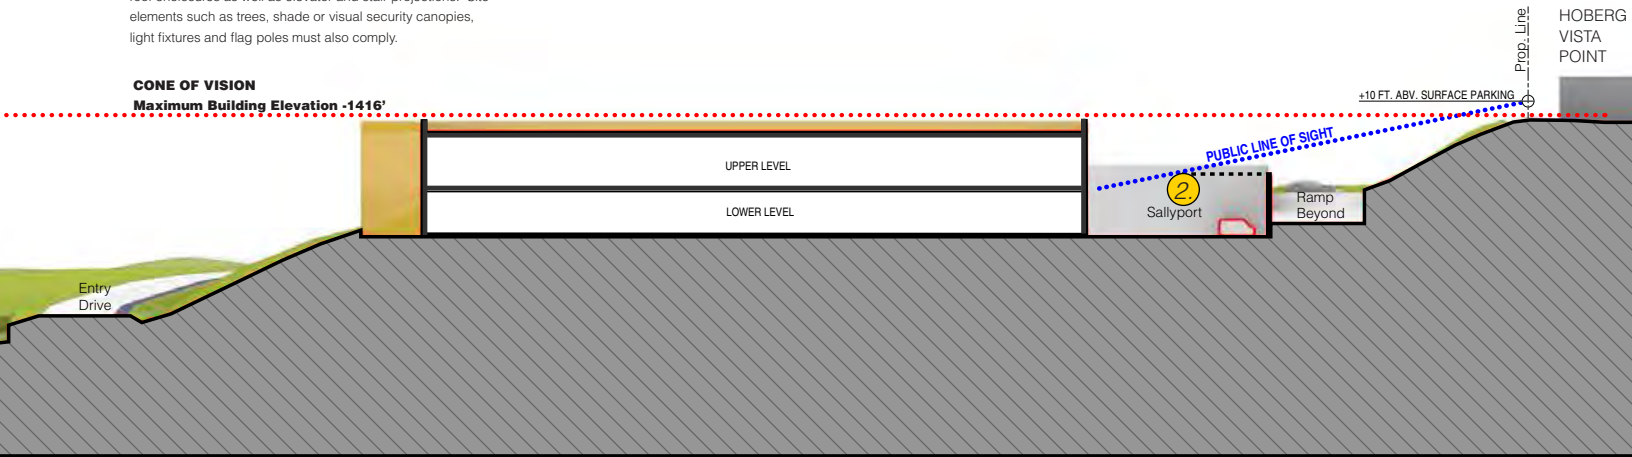 elements such as trees, shade or visual security canopies,
light fixtures and flag poles must also comply.
CONE OF VISION
Maximum Building Elevation -1416’
Prop. Line
HOBERG
VISTA
POINT
+10 FT. ABV. SURFACE PARKING
PUBLIC LINE OF SIGHT
UPPER LEVEL
LOWER LEVEL
2.
Sallyport
Ramp
Beyond
Entry
Drive